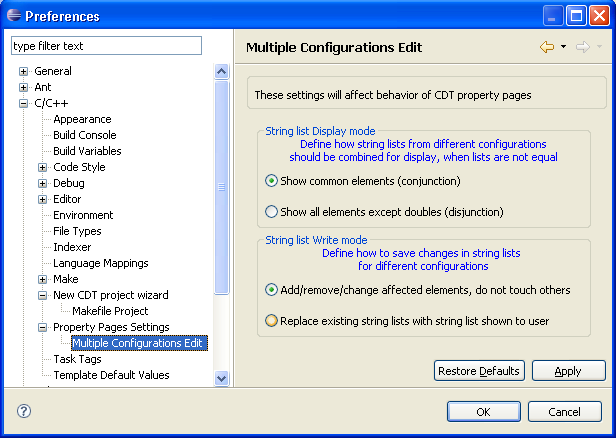 Preferences
type filter text
General
Ant
C/C++
Appearance
Build Console
Build Variables
Code Style
Debug
Editor
Environment
File Types
Indexer
Language Mappings
Make
New CDT project wizard
Makefile Project
Property Pages Settings
Multiple Configurations Edit
Task Tags
Template Default Values
Multiple Configurations Edit
These settings will affect behavior of CDT property pages
String list Display mode
Define how string lists from different configurations
should be combined for display, when lists are not equal
Show common elements (conjunction)
Show all elements except doubles (disjunction)
String list Write mode
Define how to save changes in string lists
for different configurations
Add/remove/change affected elements, do not touch others
Replace existing string lists with string list shown to user
Restore Defaults
Apply
?
OK
Cancel